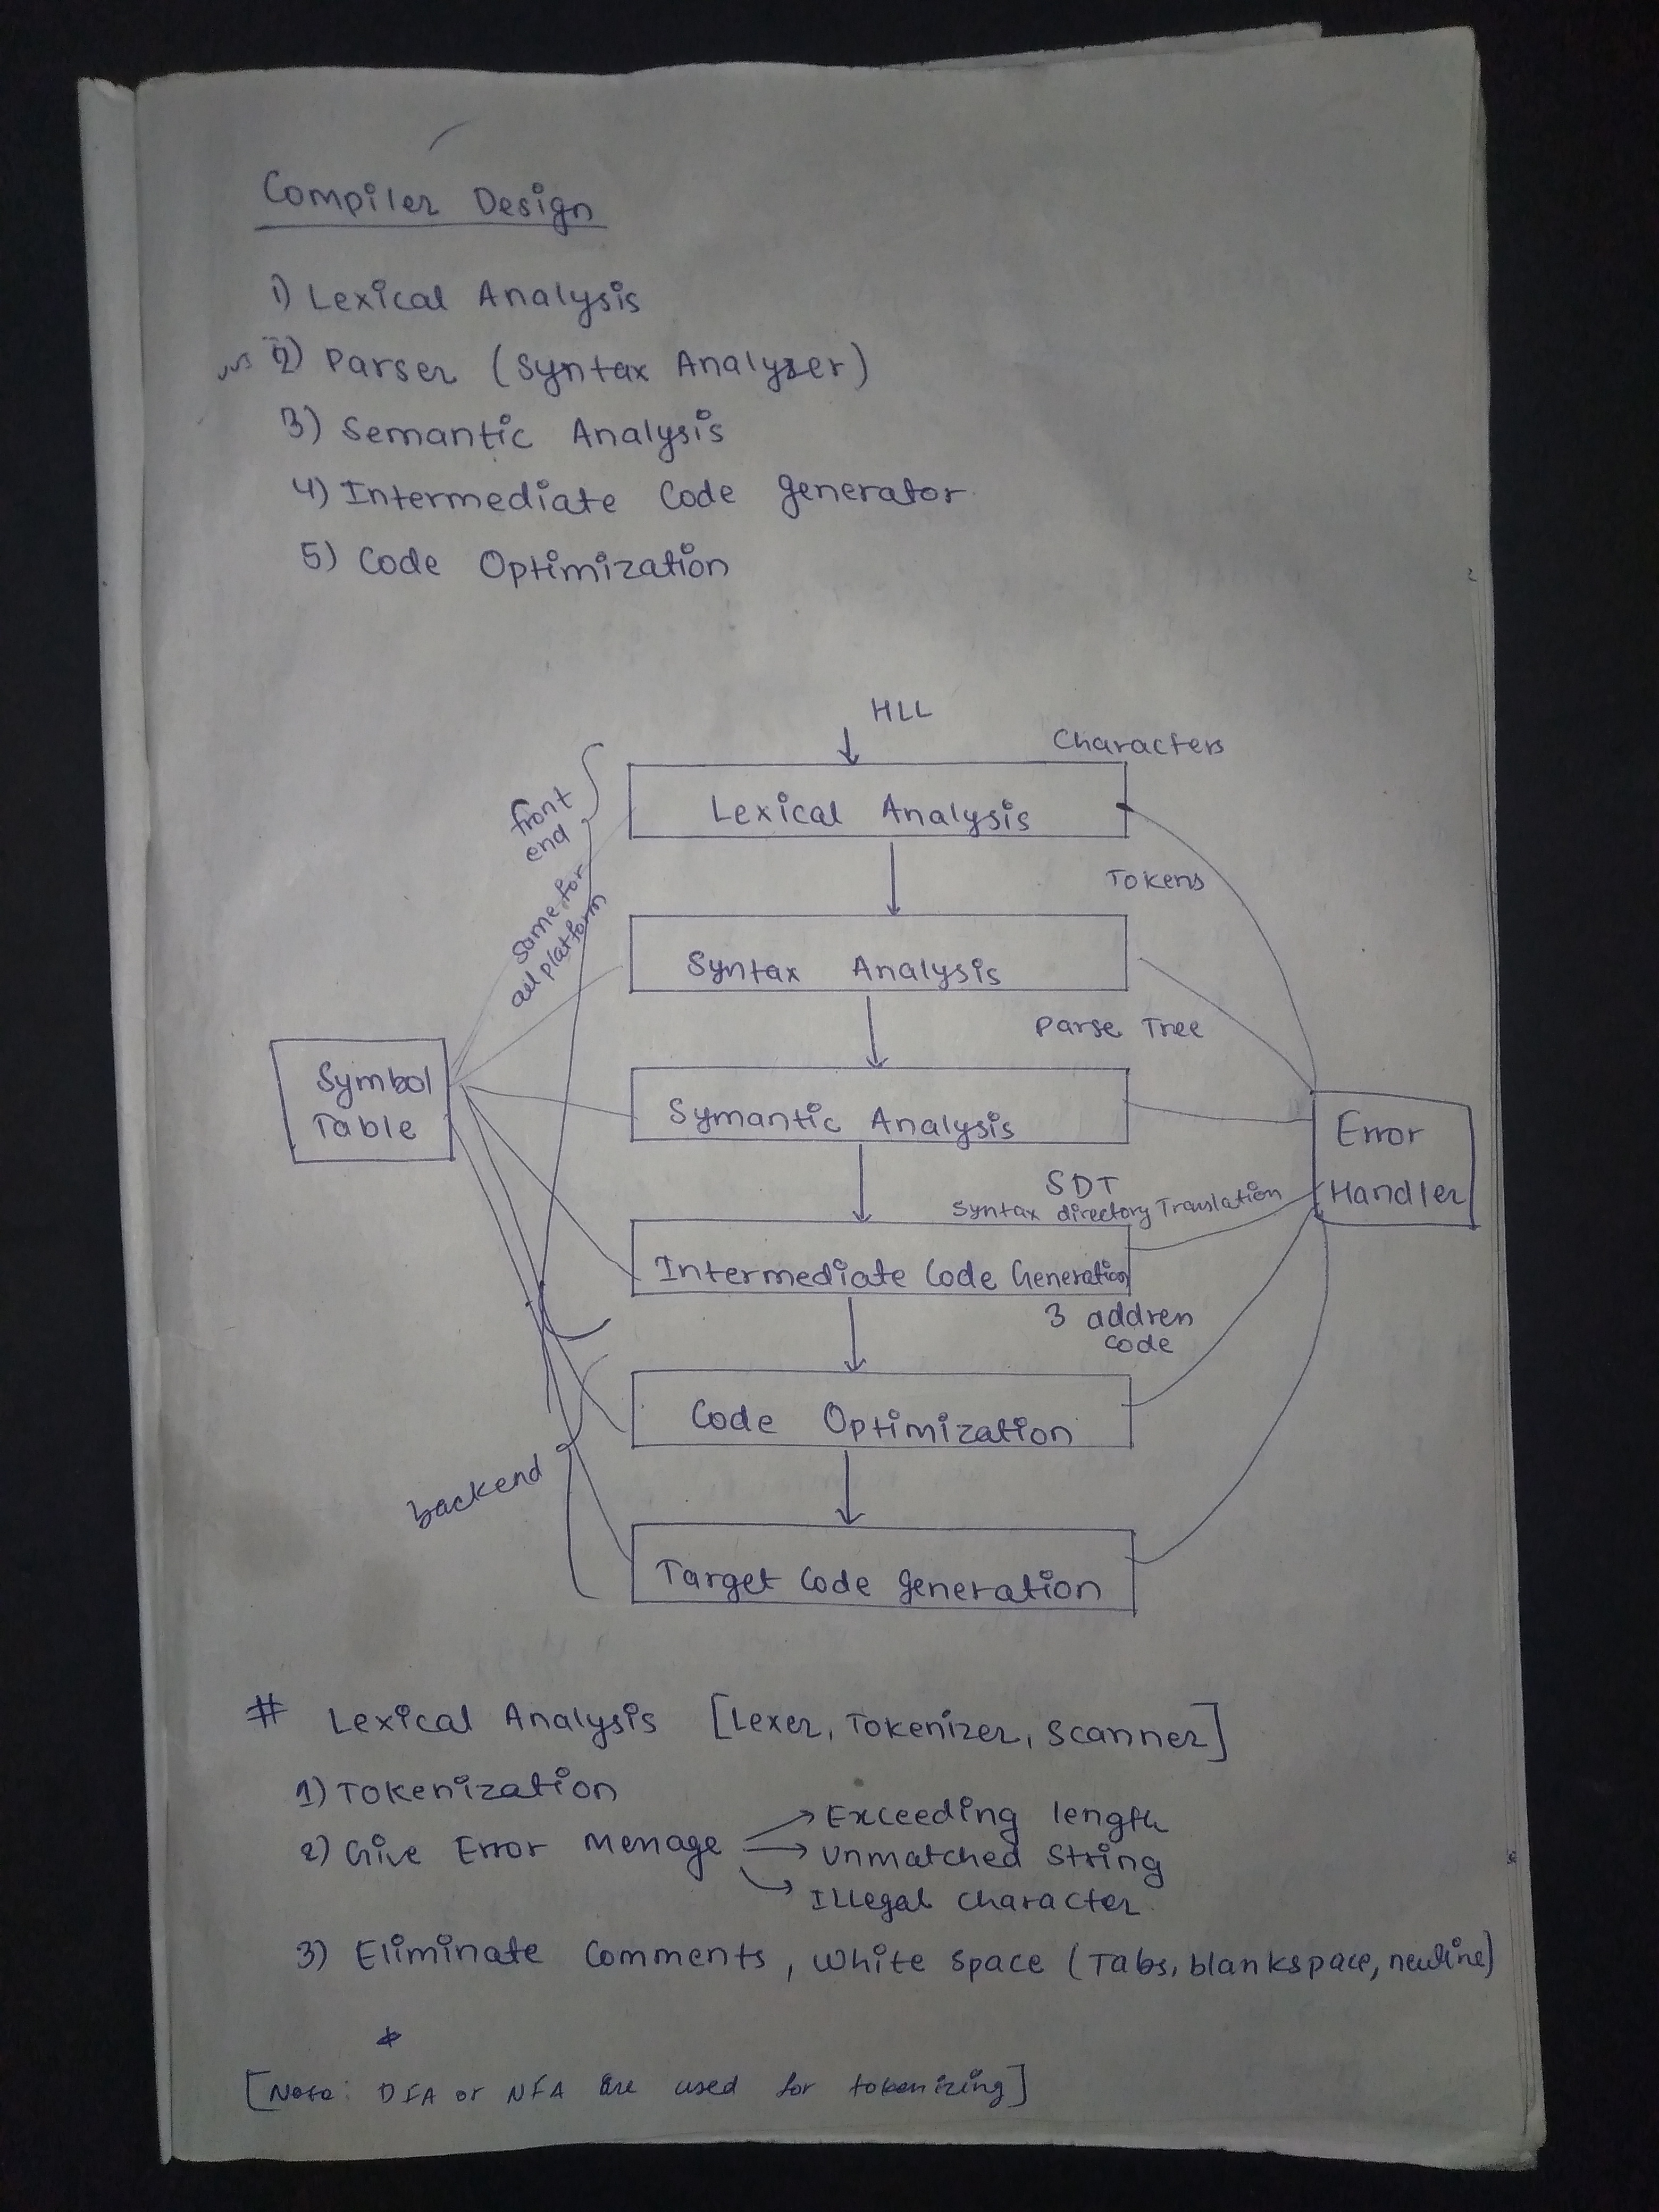 Compiler Design
1) Lexical Analysis
2) Parser (Syntax Analyzer)
3) Semantic Analysis
4) Intermediate Code generator
5) Code Optimization
HLL
Characters
Lexical Analysis
front
end
Tokens
same for
all platform
Syntax Analysis
Parse Tree
Symbol
Table
Symantic Analysis
Error
Handler
SDT
Syntax directory Translation
Intermediate Code Generation
3 address
code
Code Optimization
backend
Target Code generation
# Lexical Analysis [Lexer, Tokenizer, Scanner]
1) Tokenization
2) Give Error Message → Exceeding length
→ Unmatched String
→ Illegal character
3) Eliminate Comments, White Space (Tabs, blankspace, newline)
*
[Note: DFA or NFA are used for tokenizing]